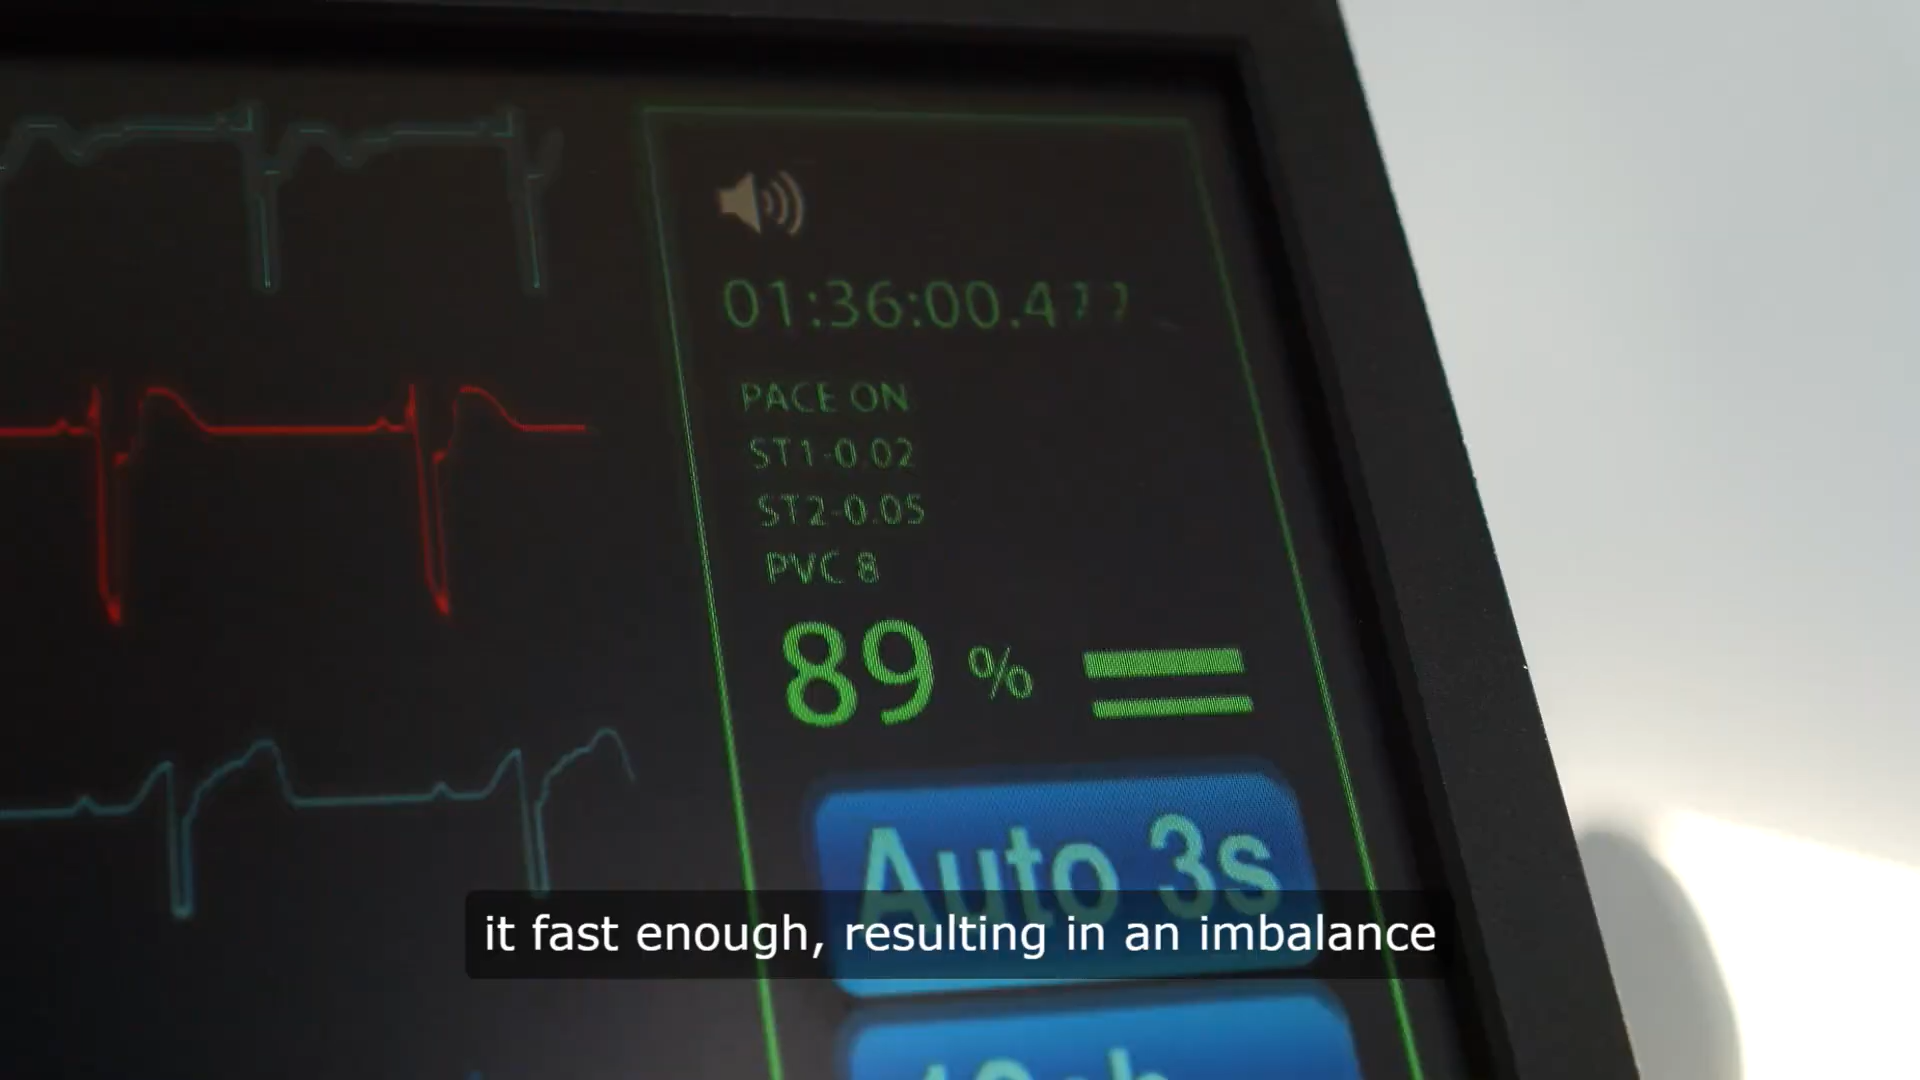 01:36:00.4
PACE ON
ST1-0.02
ST2-0.05
PVC 8
89 %
Auto 3s
it fast enough, resulting in an imbalance